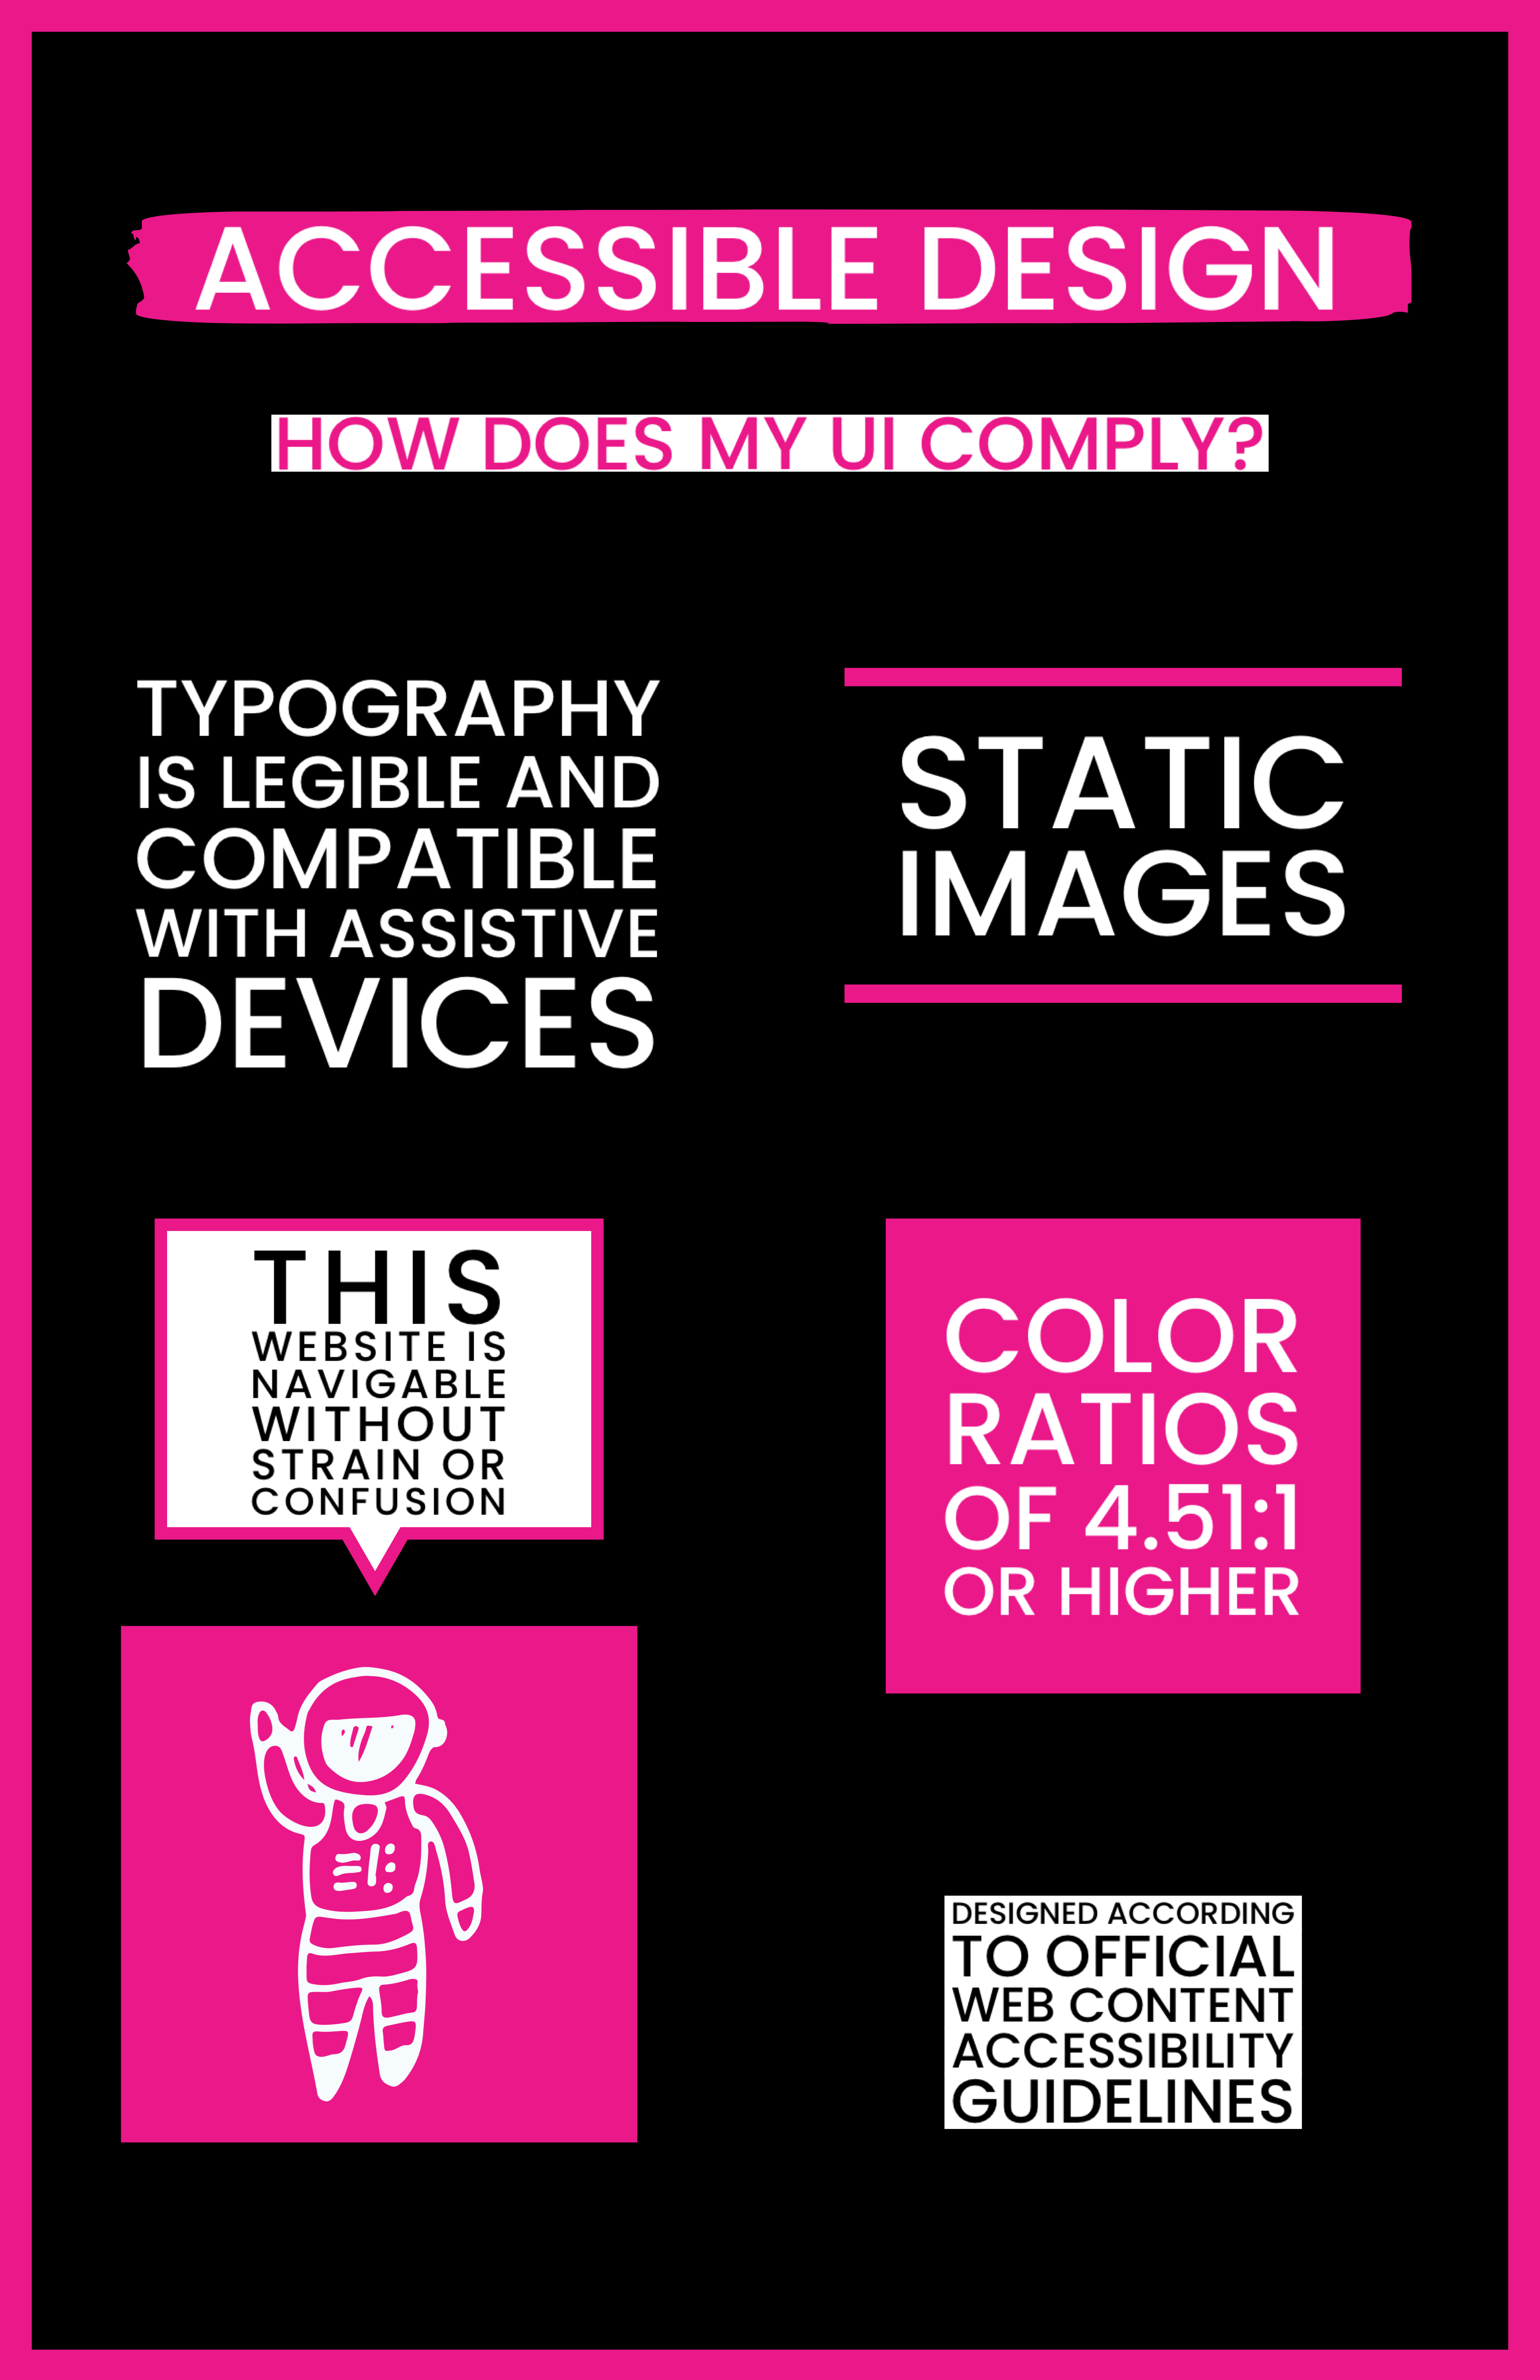 ACCESSIBLE DESIGN
HOW DOES MY UI COMPLY?
TYPOGRAPHY
IS LEGIBLE AND
COMPATIBLE
WITH ASSISTIVE
DEVICES
STATIC
IMAGES
THIS
WEBSITE IS
NAVIGABLE
WITHOUT
STRAIN OR
CONFUSION
COLOR
RATIOS
OF 4.51:1
OR HIGHER
DESIGNED ACCORDING
TO OFFICIAL
WEB CONTENT
ACCESSIBILITY
GUIDELINES